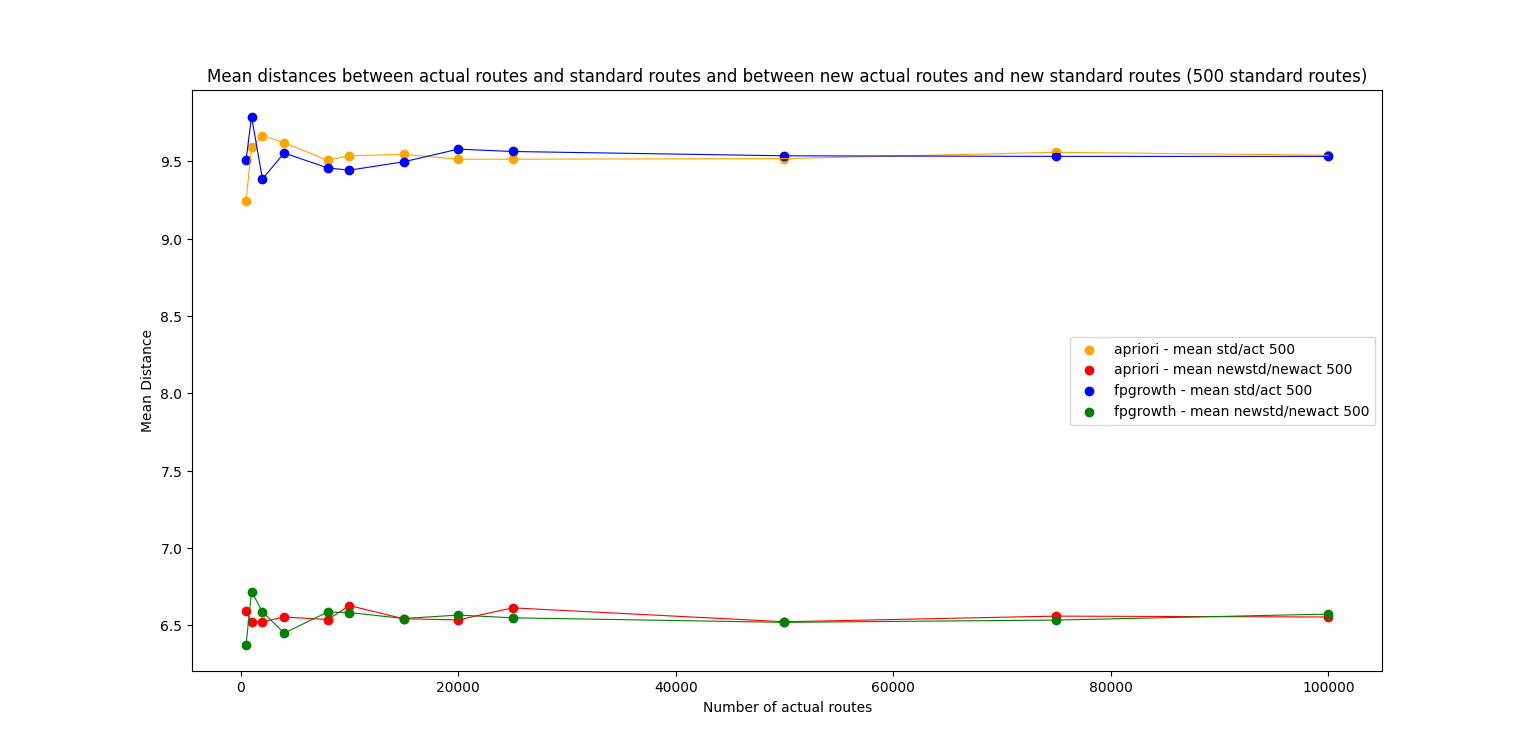 Mean distances between actual routes and standard routes and between new actual routes and new standard routes (500 standard routes)
9.5
9.0
8.5
8.0
7.5
7.0
6.5
Mean Distance
apriori - mean std/act 500
apriori - mean newstd/newact 500
fpgrowth - mean std/act 500
fpgrowth - mean newstd/newact 500
0 20000 40000 60000 80000 100000
Number of actual routes